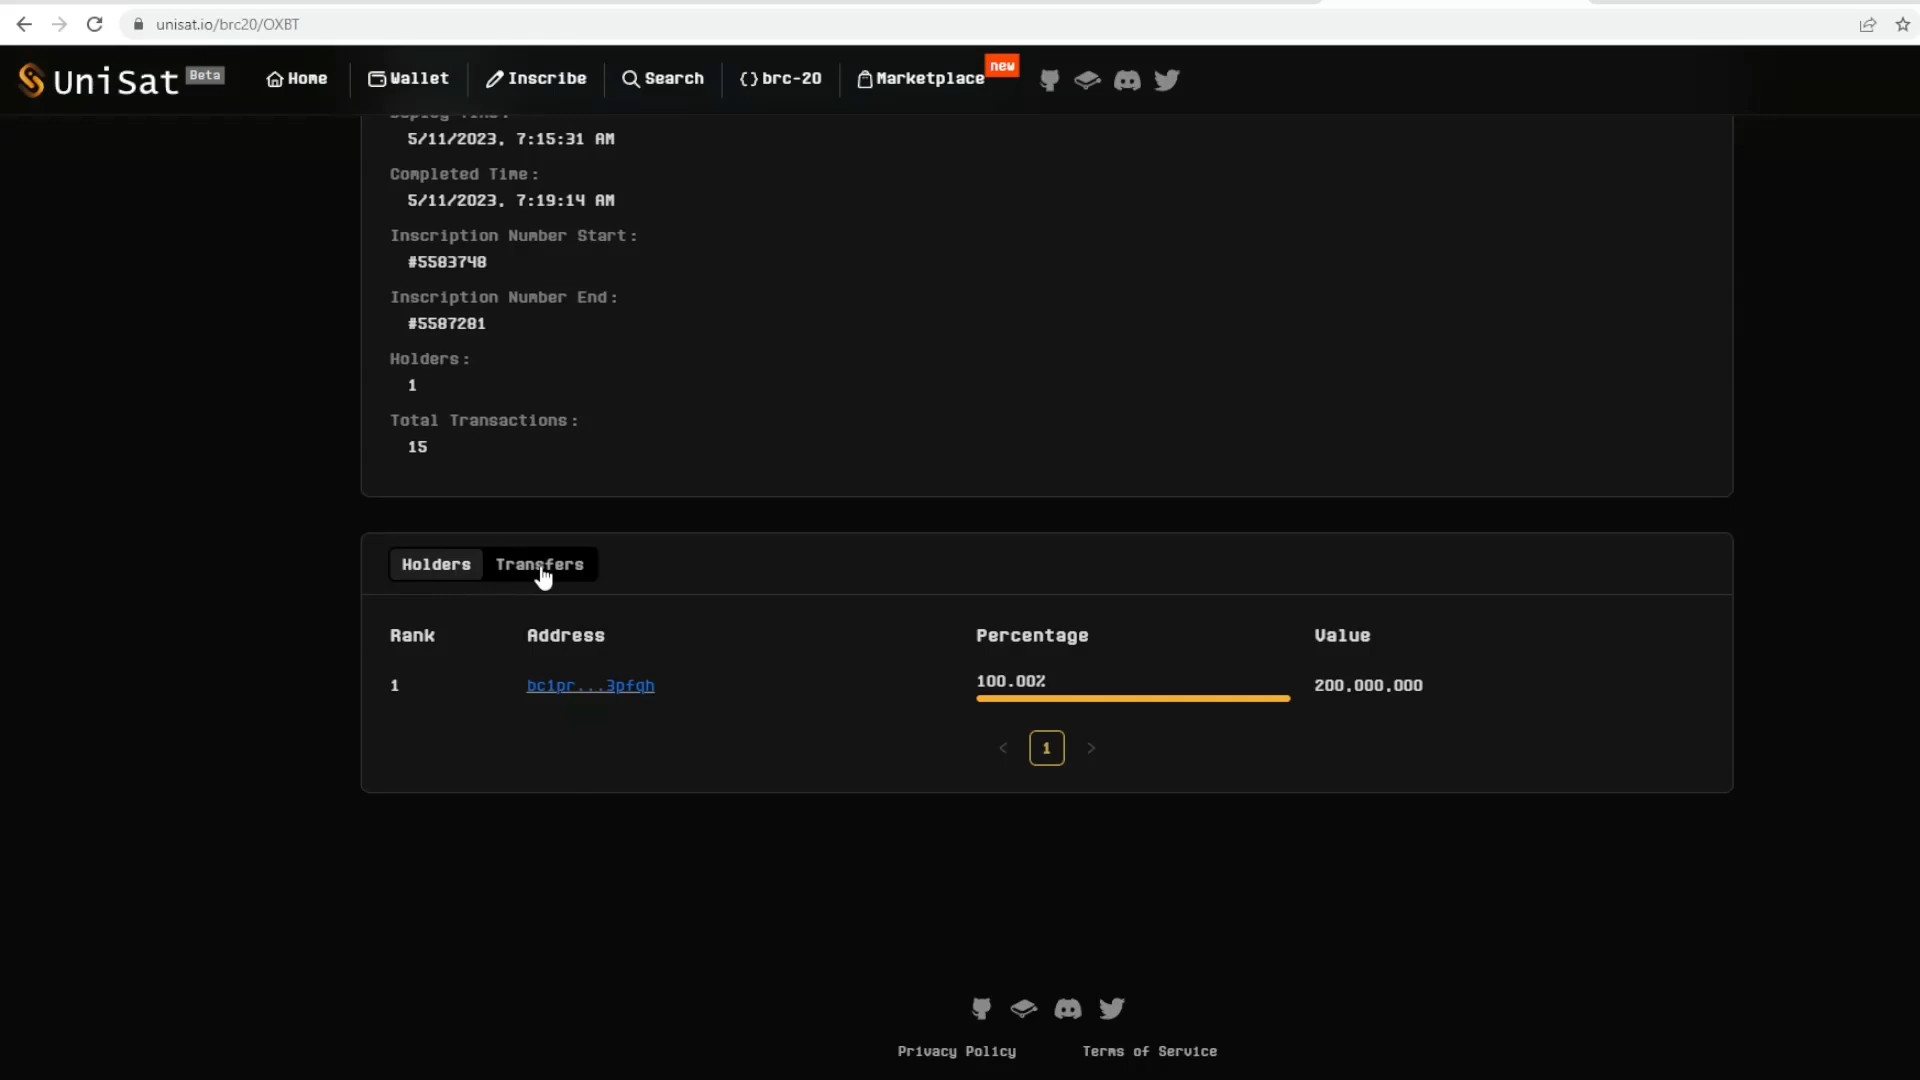 unisat.io/brc20/OXBT
UniSat Beta Home Wallet Inscribe Search {} brc-20 Marketplace new
Deploy Time:
5/11/2023, 7:15:31 AM
Completed Time:
5/11/2023, 7:19:14 AM
Inscription Number Start:
#5583748
Inscription Number End:
#5587281
Holders:
1
Total Transactions:
15
Holders Transfers
Rank Address Percentage Value
1 bc1pr...3pfqh 100.00% 200,000,000
< 1 >
Privacy Policy Terms of Service